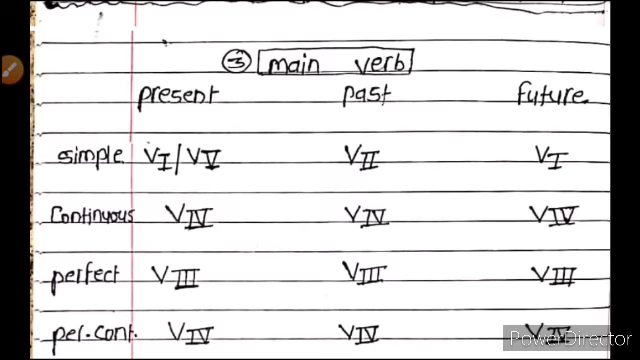 ③ main verb
present past future.
simple VI/VV VII VI
Continuous VIV VIV VIV
perfect VIII VIII VIII
per.cont. VIV VIV VIV
PowerDirector